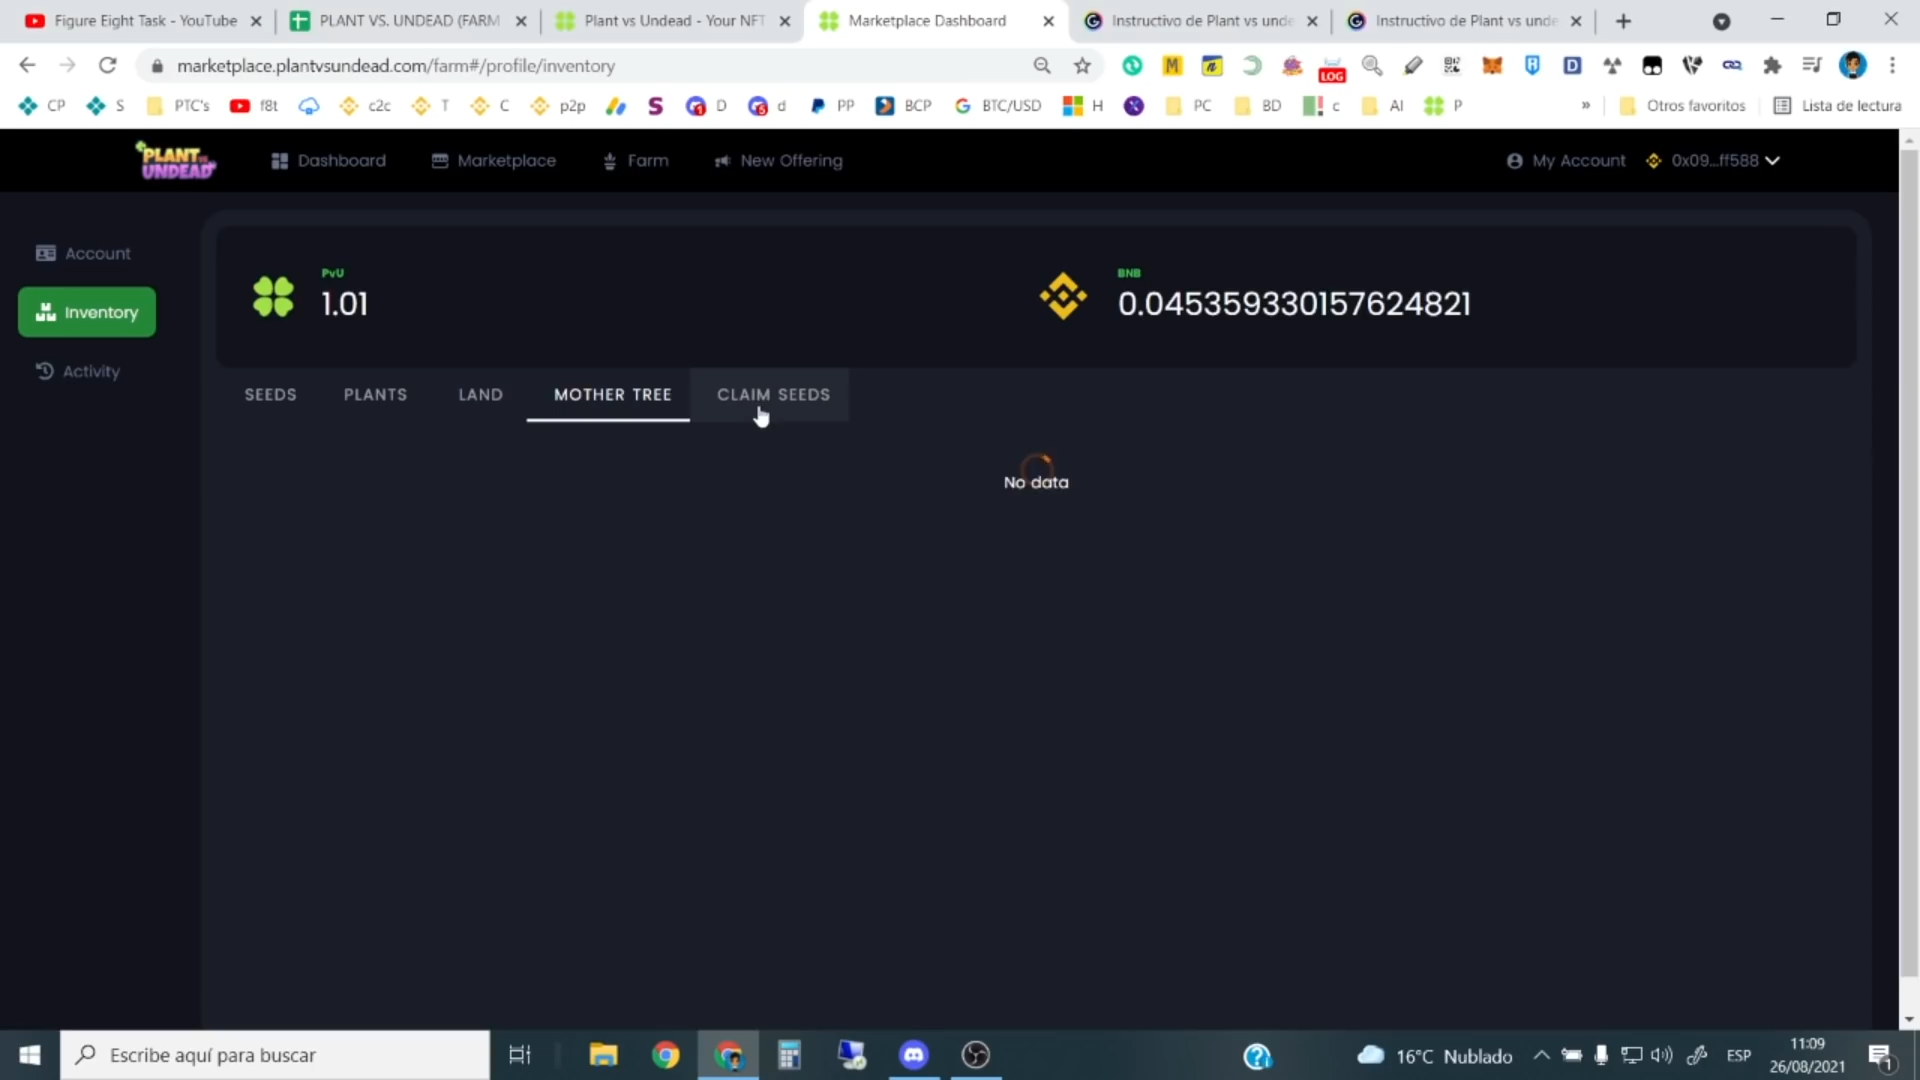 Figure Eight Task - YouTube
PLANT VS. UNDEAD (FARM
Plant vs Undead - Your NFT
Marketplace Dashboard
Instructivo de Plant vs unde
Instructivo de Plant vs unde
marketplace.plantvsundead.com/farm#/profile/inventory
LOG
CP S PTC's f8t c2c T C p2p D d PP BCP BTC/USD H PC BD c AI P » Otros favoritos Lista de lectura
PLANT vs. UNDEAD
Dashboard
Marketplace
Farm
New Offering
My Account
0x09...ff588
Account
Inventory
Activity
PVU
1.01
BNB
0.045359330157624821
SEEDS PLANTS LAND MOTHER TREE CLAIM SEEDS
No data
Escribe aquí para buscar
16°C Nublado
ESP
11:09
26/08/2021
1